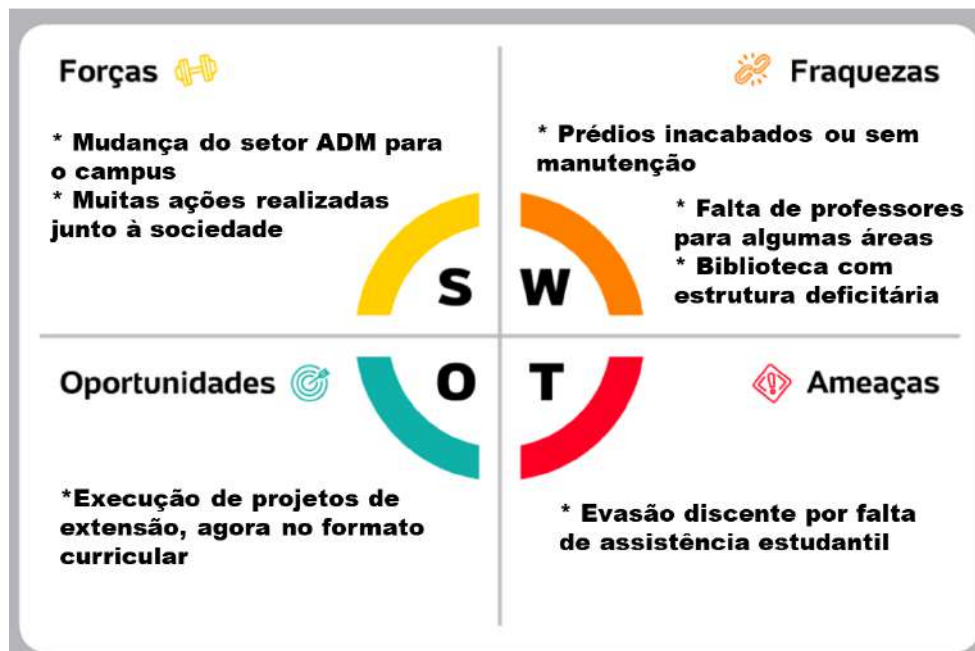 Forças
* Mudança do setor ADM para
o campus
* Muitas ações realizadas
junto à sociedade
S
Fraquezas
* Prédios inacabados ou sem
manutenção
* Falta de professores
para algumas áreas
* Biblioteca com
estrutura deficitária
W
Oportunidades
O
*Execução de projetos de
extensão, agora no formato
curricular
T
Ameaças
* Evasão discente por falta
de assistência estudantil